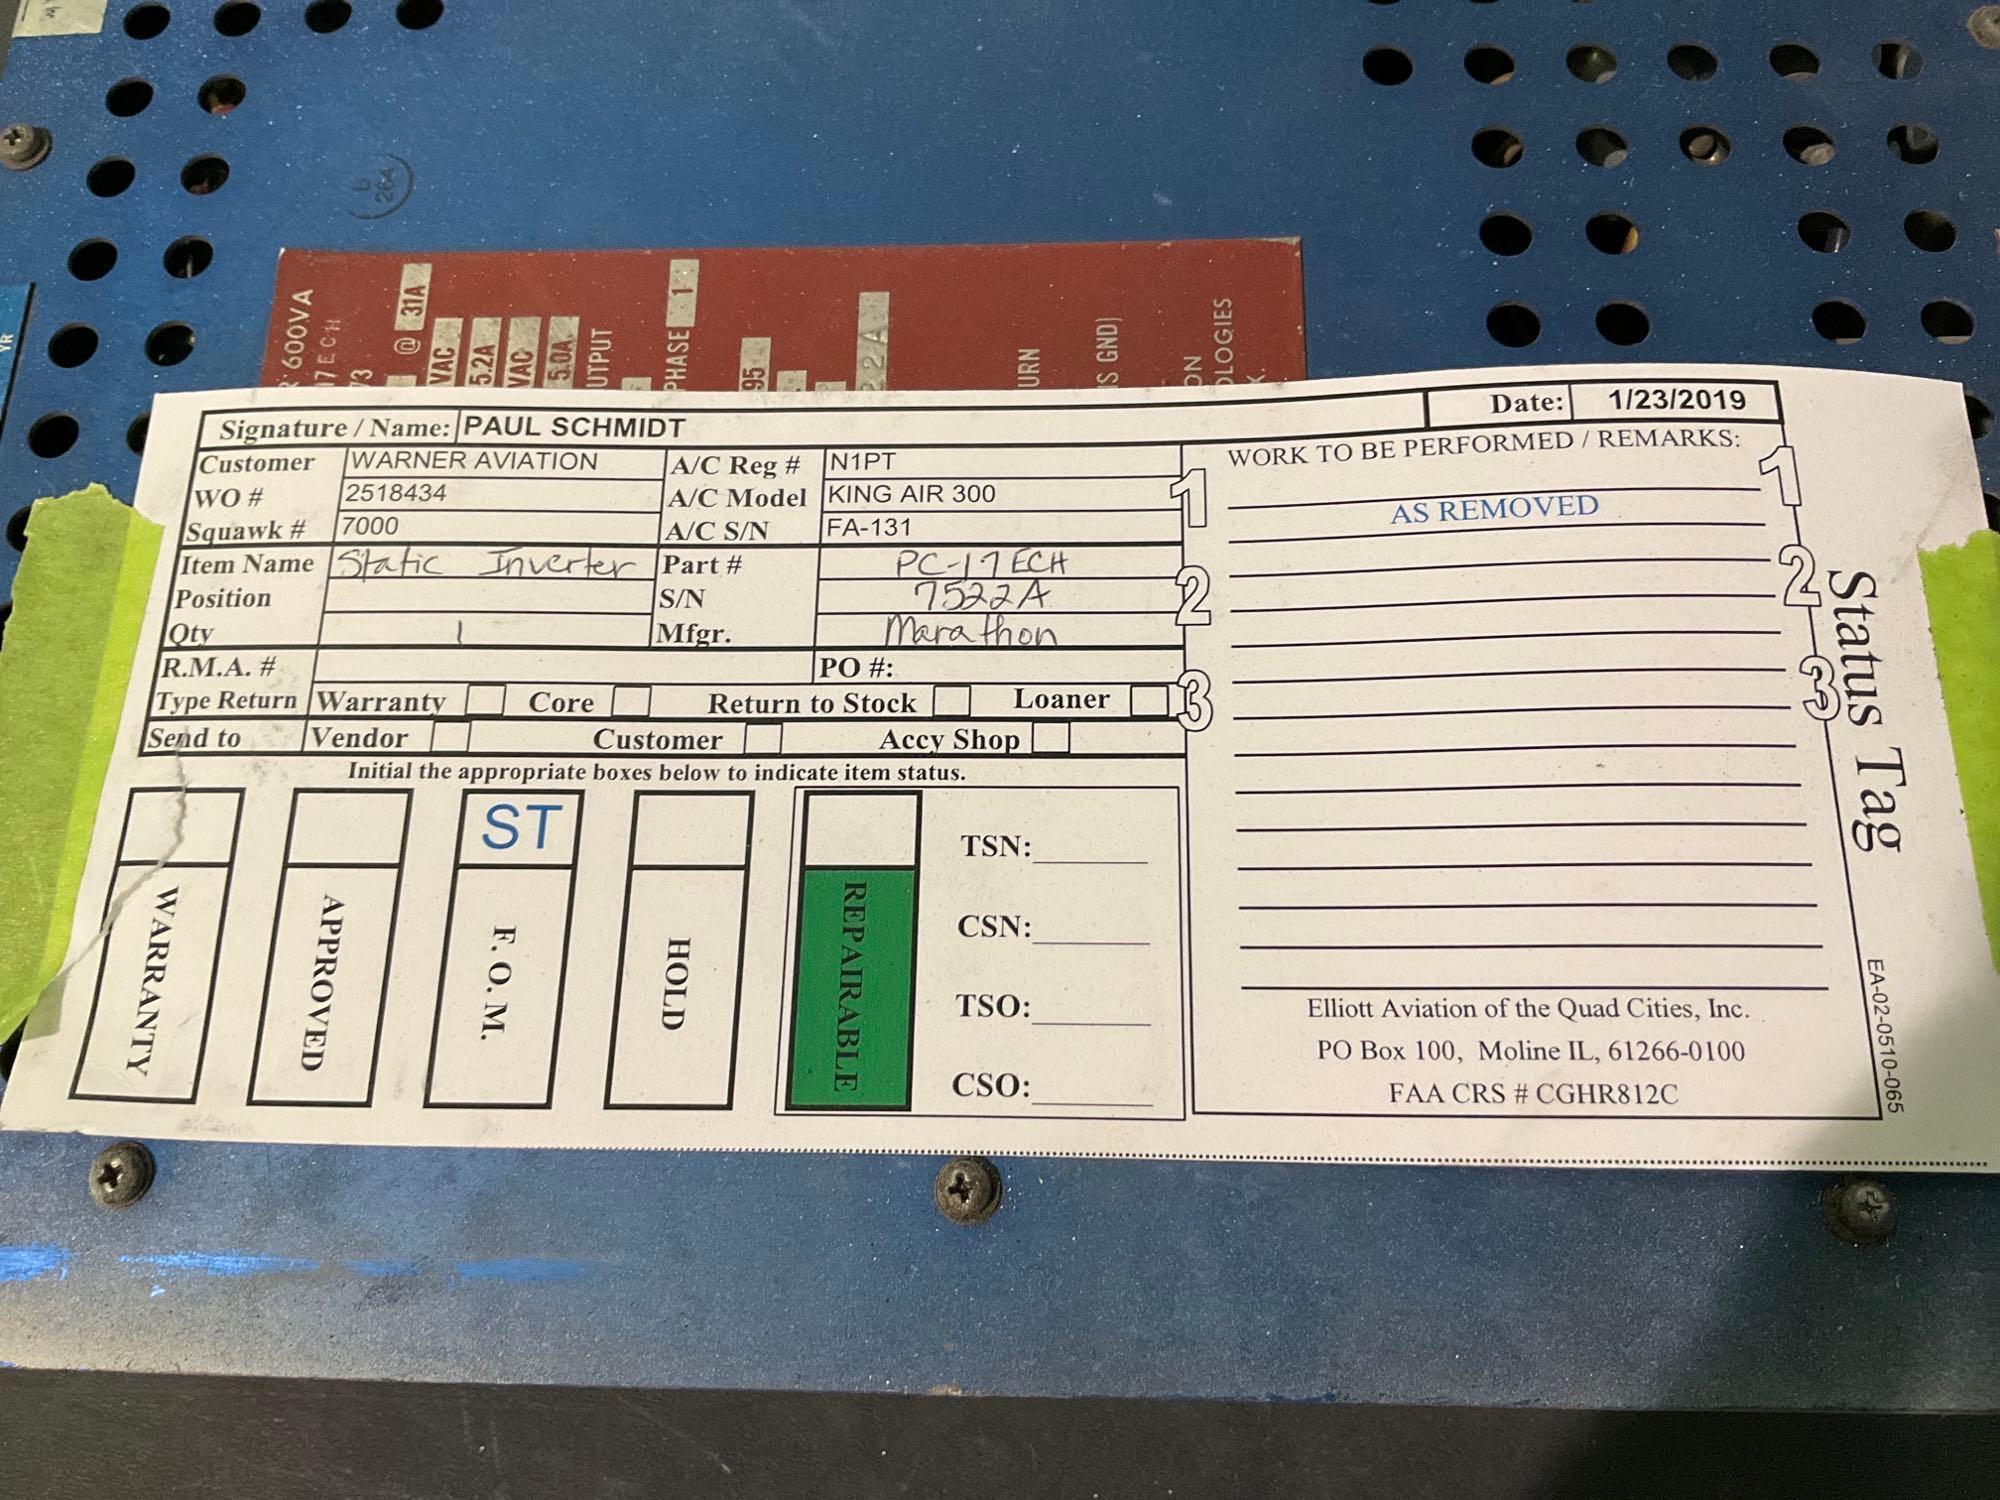 264
600VA
17ECH
@ 31A
VAC
5.2A
VAC
5.0A
PHASE 1
95
2.2A
IS GND)
Signature / Name: PAUL SCHMIDT Date: 1/23/2019
Customer WARNER AVIATION A/C Reg # N1PT
WO # 2518434 A/C Model KING AIR 300
Squawk # 7000 A/C S/N FA-131
Item Name Static Inverter Part # PC-17ECH
Position S/N 7522A
Qty 1 Mfgr. Marathon
R.M.A. # PO #:
Type Return Warranty Core Return to Stock Loaner
Send to Vendor Customer Accy Shop
Initial the appropriate boxes below to indicate item status.
WARRANTY
APPROVED
ST
F. O. M.
HOLD
REPAIRABLE
TSN:
CSN:
TSO:
CSO:
1
2
3
WORK TO BE PERFORMED / REMARKS:
AS REMOVED
1
2
3
Elliott Aviation of the Quad Cities, Inc.
PO Box 100, Moline IL, 61266-0100
FAA CRS # CGHR812C
Status Tag
EA-02-0510-065